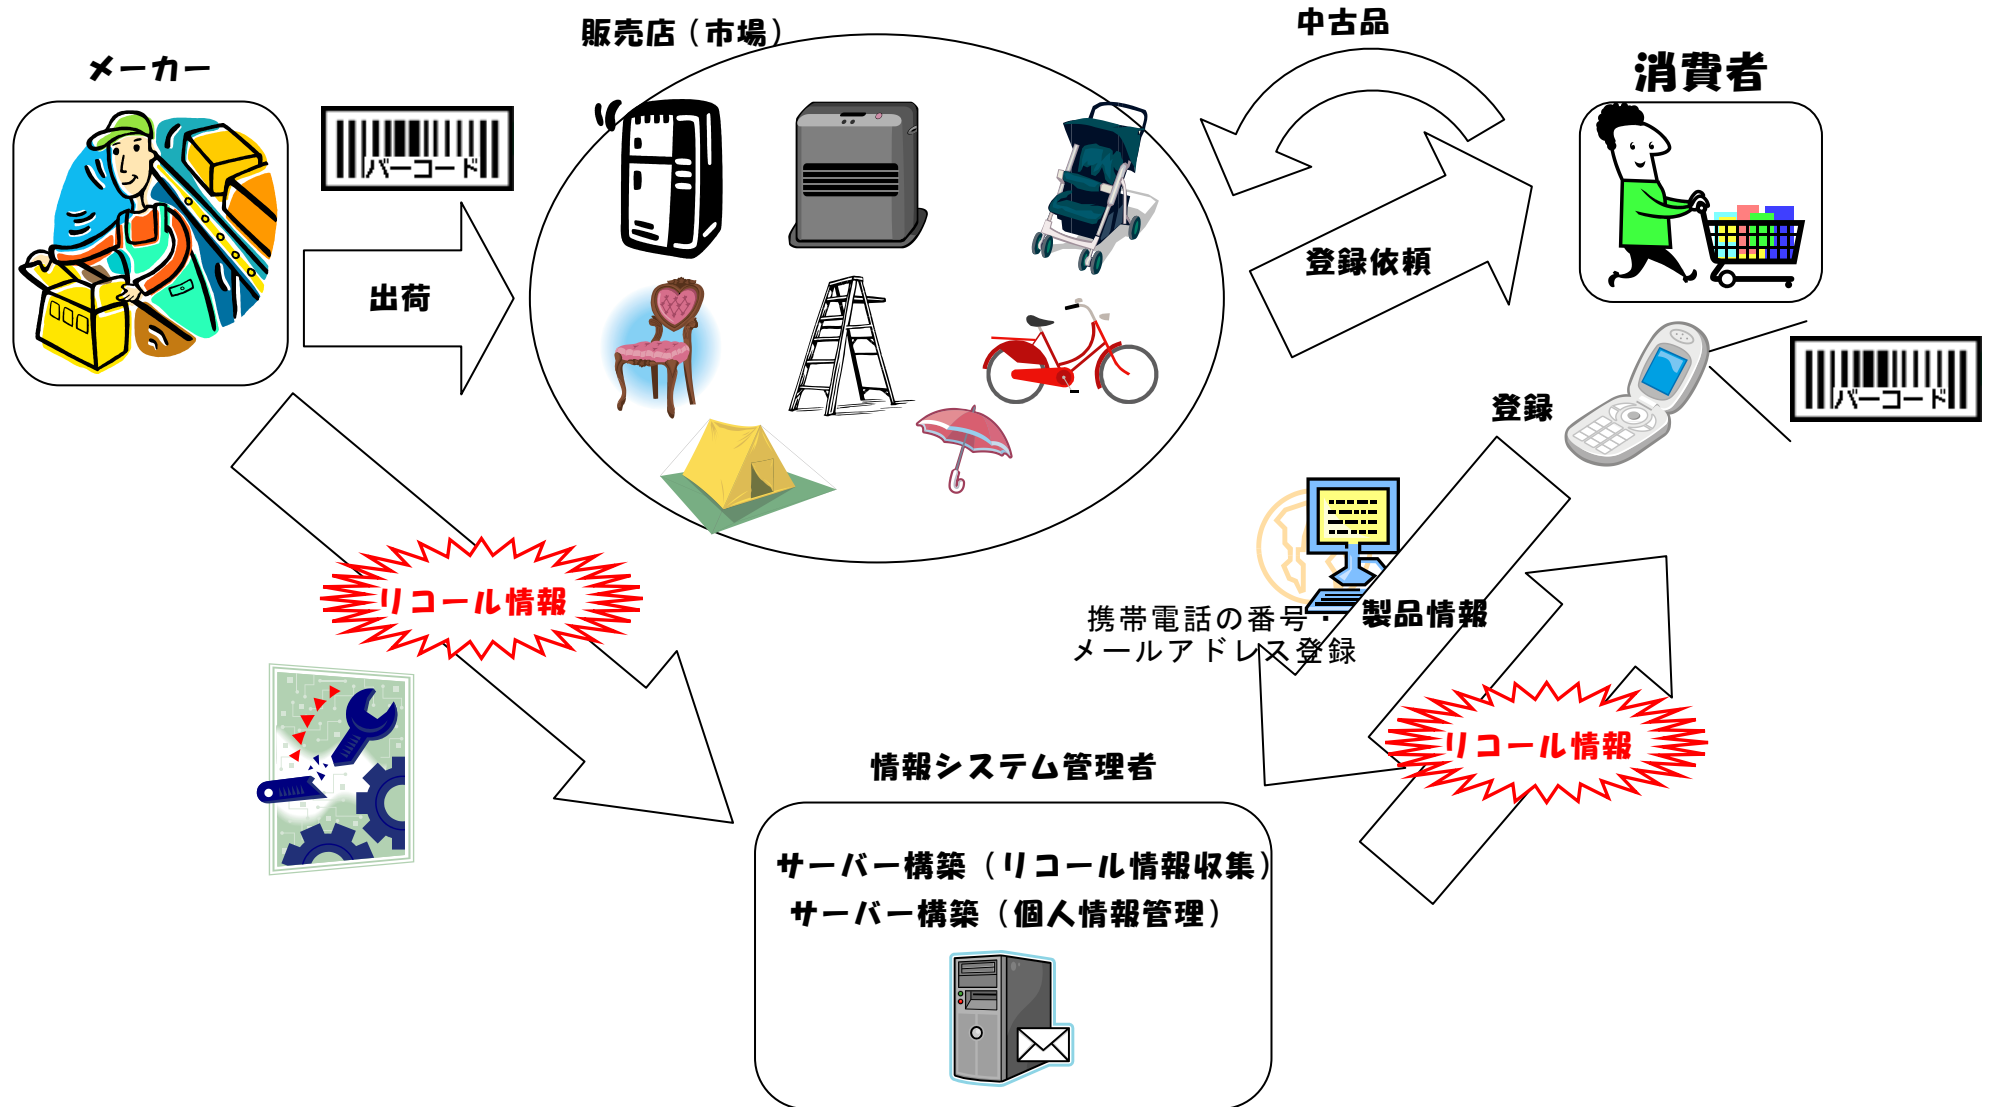 販売店（市場）
中古品
メーカー
消費者
バーコード
出荷
登録依頼
バーコード
登録
リコール情報
携帯電話の番号・
メールアドレス登録
製品情報
リコール情報
情報システム管理者
サーバー構築（リコール情報収集）
サーバー構築（個人情報管理）